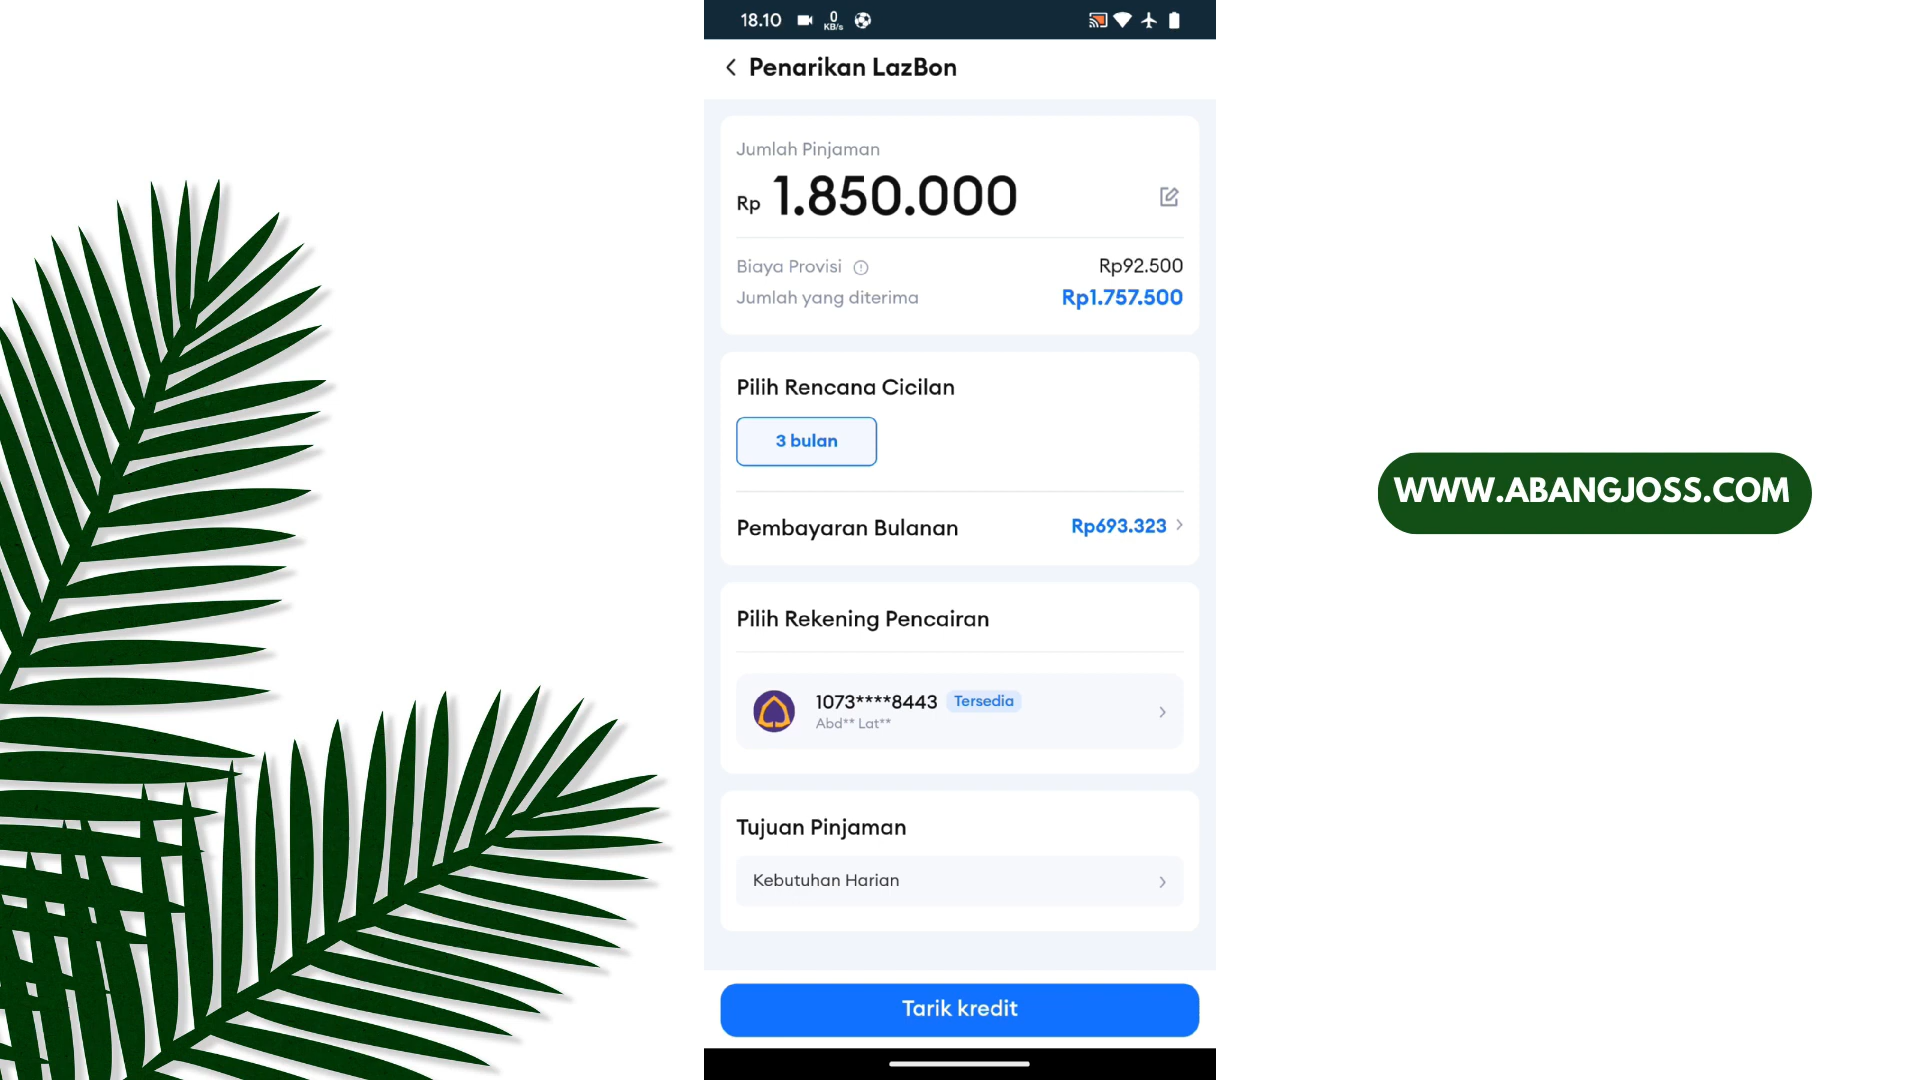 18.10 0 KB/s
Penarikan LazBon
Jumlah Pinjaman
Rp 1.850.000
Biaya Provisi Rp92.500
Jumlah yang diterima Rp1.757.500
Pilih Rencana Cicilan
3 bulan
Pembayaran Bulanan Rp693.323
Pilih Rekening Pencairan
1073****8443 Tersedia
Abd** Lat**
Tujuan Pinjaman
Kebutuhan Harian
Tarik kredit
WWW.ABANGJOSS.COM